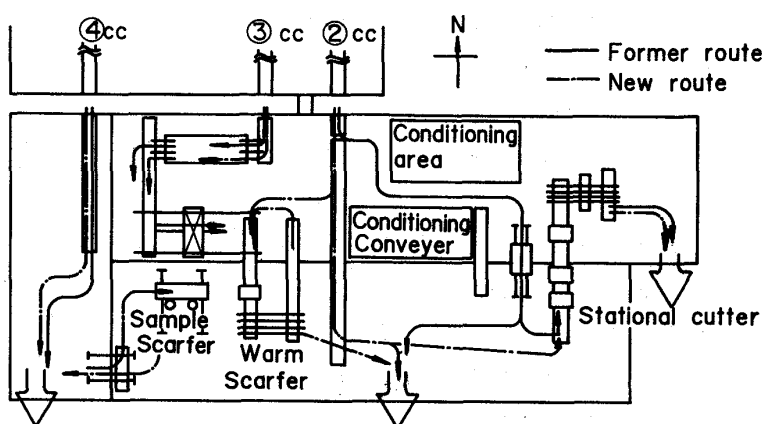 ④cc
③ cc
②cc
N
Former route
New route
Conditioning
area
Conditioning
Conveyer
Sample
Scarfer
Warm
Scarfer
Stational cutter